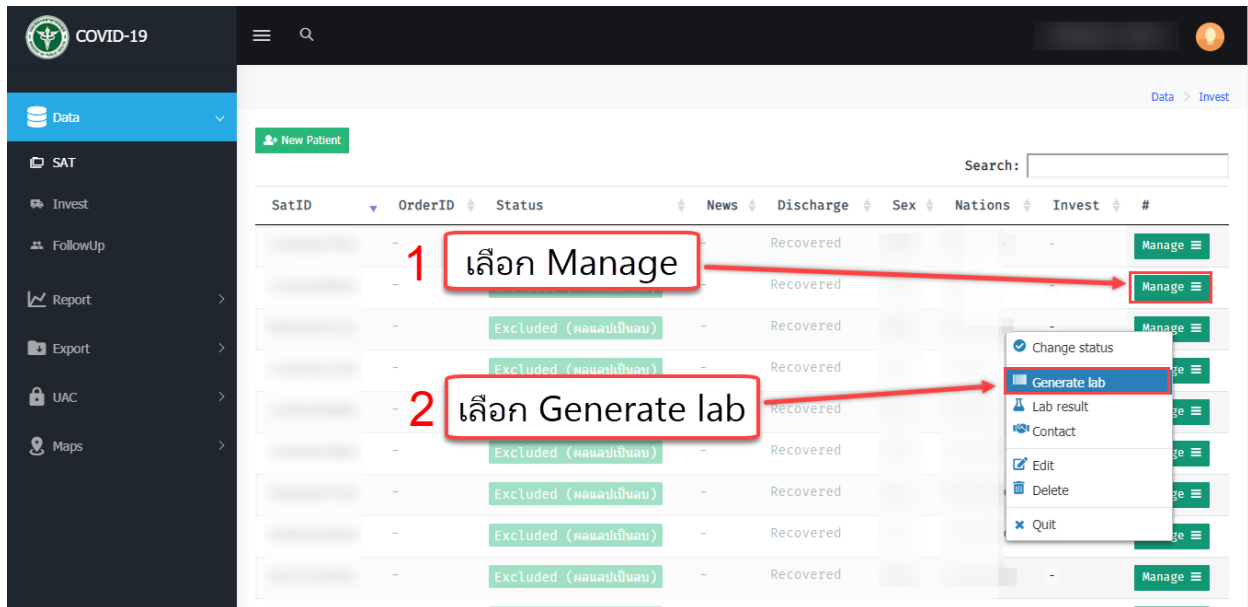 COVID-19
Data > Invest
Data
SAT
Invest
FollowUp
Report
Export
UAC
Maps
New Patient
Search:
SatID OrderID Status News Discharge Sex Nations Invest #
- - Recovered - Manage
1 เลือก Manage
- Recovered - Manage
- Excluded (ผลแลปเป็นลบ) - Recovered - Manage
Change status
- Excluded (ผลแลปเป็นลบ) Recovered
Generate lab
2 เลือก Generate lab
- Recovered
Lab result
Contact
- Excluded (ผลแลปเป็นลบ) - Recovered
Edit
- Excluded (ผลแลปเป็นลบ) - Recovered
Delete
- Excluded (ผลแลปเป็นลบ) - Recovered
Quit
- Excluded (ผลแลปเป็นลบ) - Recovered - Manage